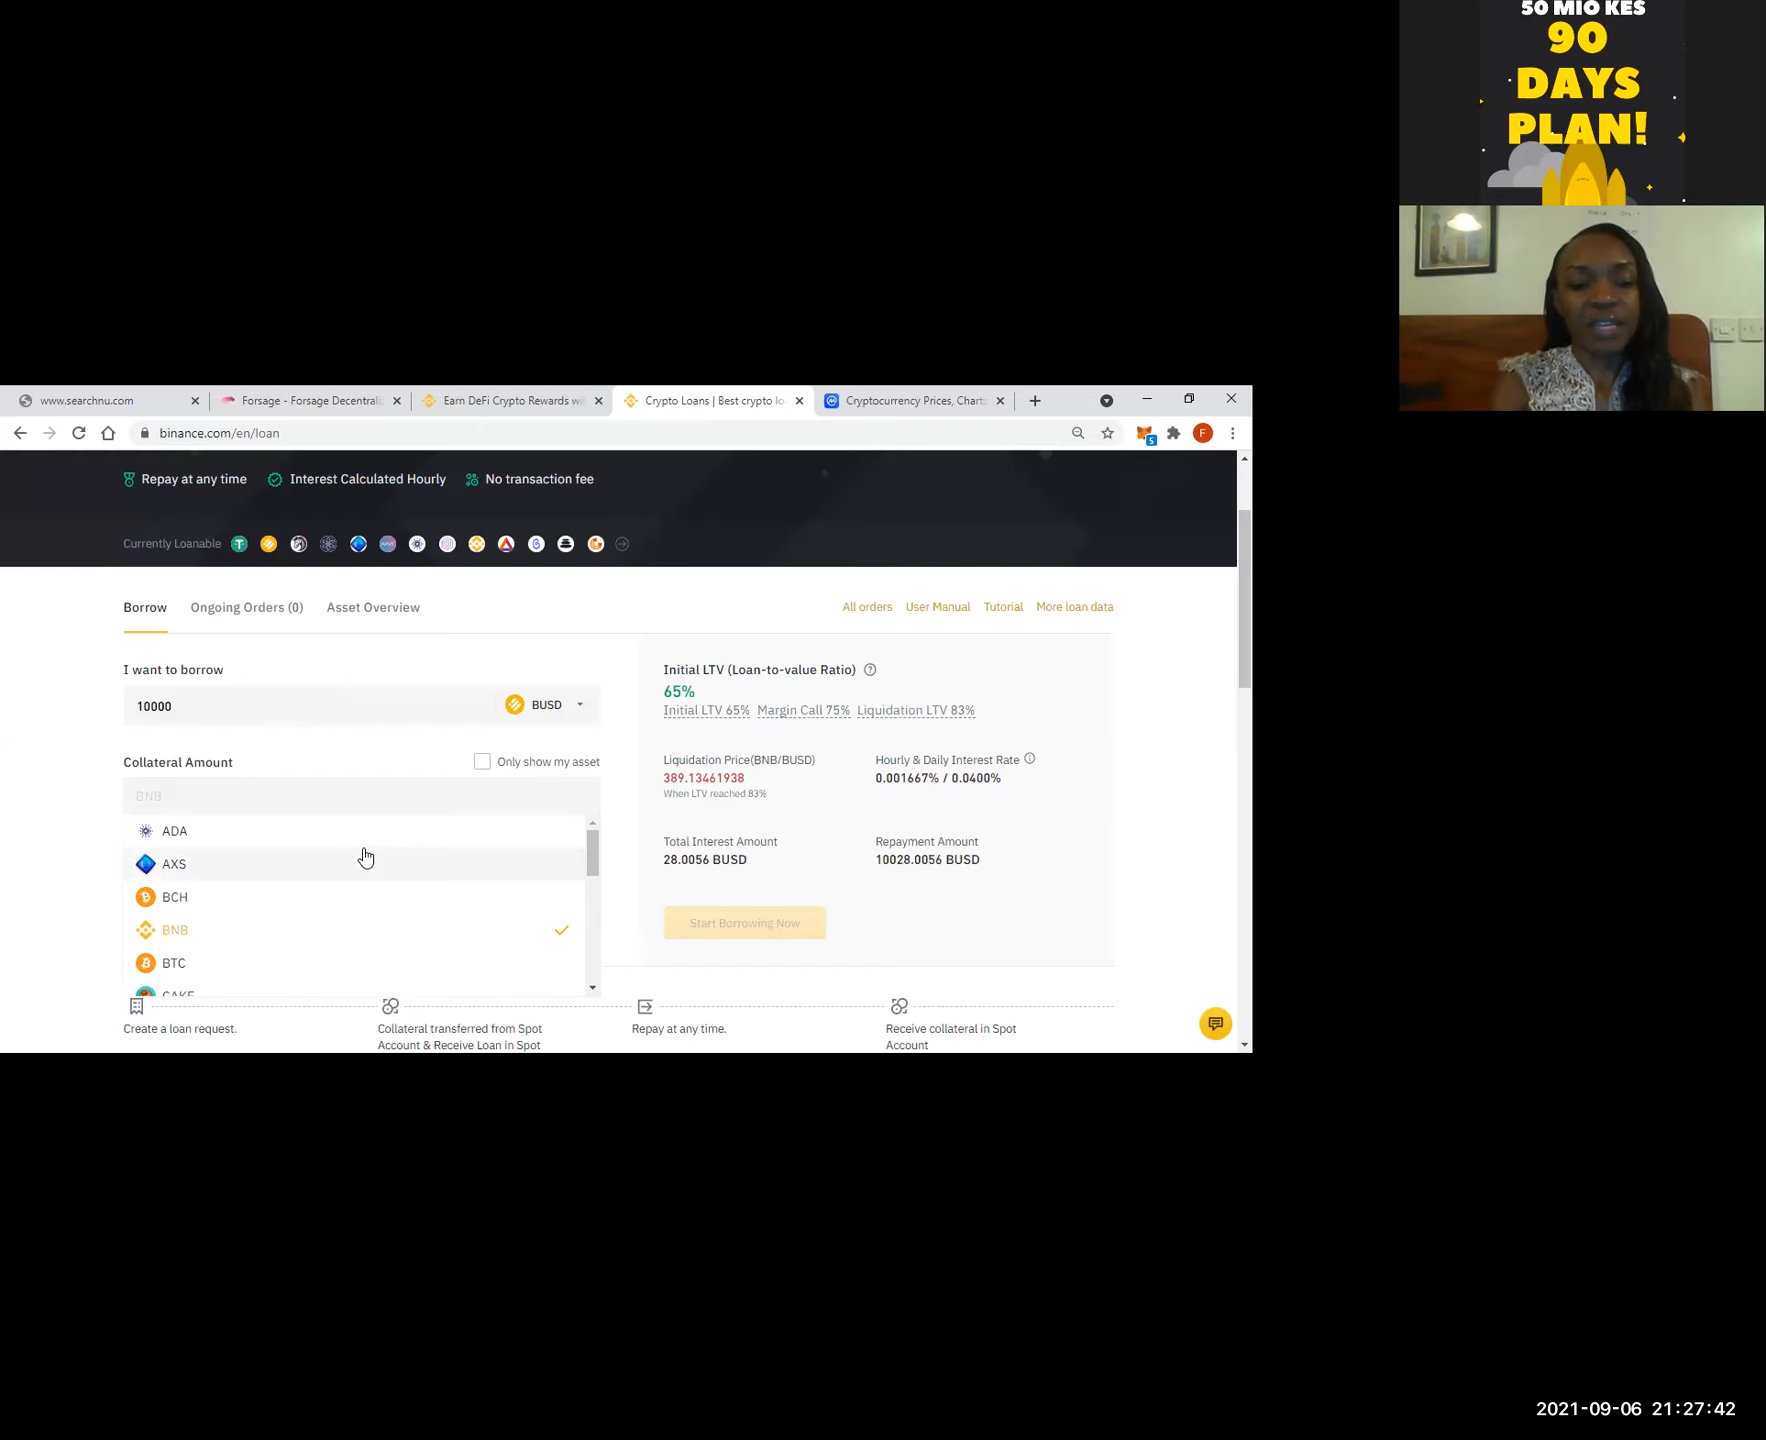 50 MIO KES
90
DAYS
PLAN!
www.searchnu.com
Forsage - Forsage Decentrali
Earn DeFi Crypto Rewards wi
Crypto Loans | Best crypto lo
Cryptocurrency Prices, Charts
binance.com/en/loan
5
F
Repay at any time
Interest Calculated Hourly
No transaction fee
Currently Loanable
Borrow
Ongoing Orders (0)
Asset Overview
All orders
User Manual
Tutorial
More loan data
I want to borrow
10000
BUSD
Collateral Amount
Only show my asset
BNB
ADA
AXS
BCH
BNB
BTC
CAKE
Initial LTV (Loan-to-value Ratio)
65%
Initial LTV 65% Margin Call 75% Liquidation LTV 83%
Liquidation Price(BNB/BUSD)
389.13461938
When LTV reached 83%
Hourly & Daily Interest Rate
0.001667% / 0.0400%
Total Interest Amount
28.0056 BUSD
Repayment Amount
10028.0056 BUSD
Start Borrowing Now
Create a loan request.
Collateral transferred from Spot
Account & Receive Loan in Spot
Repay at any time.
Receive collateral in Spot
Account
2021-09-06 21:27:42